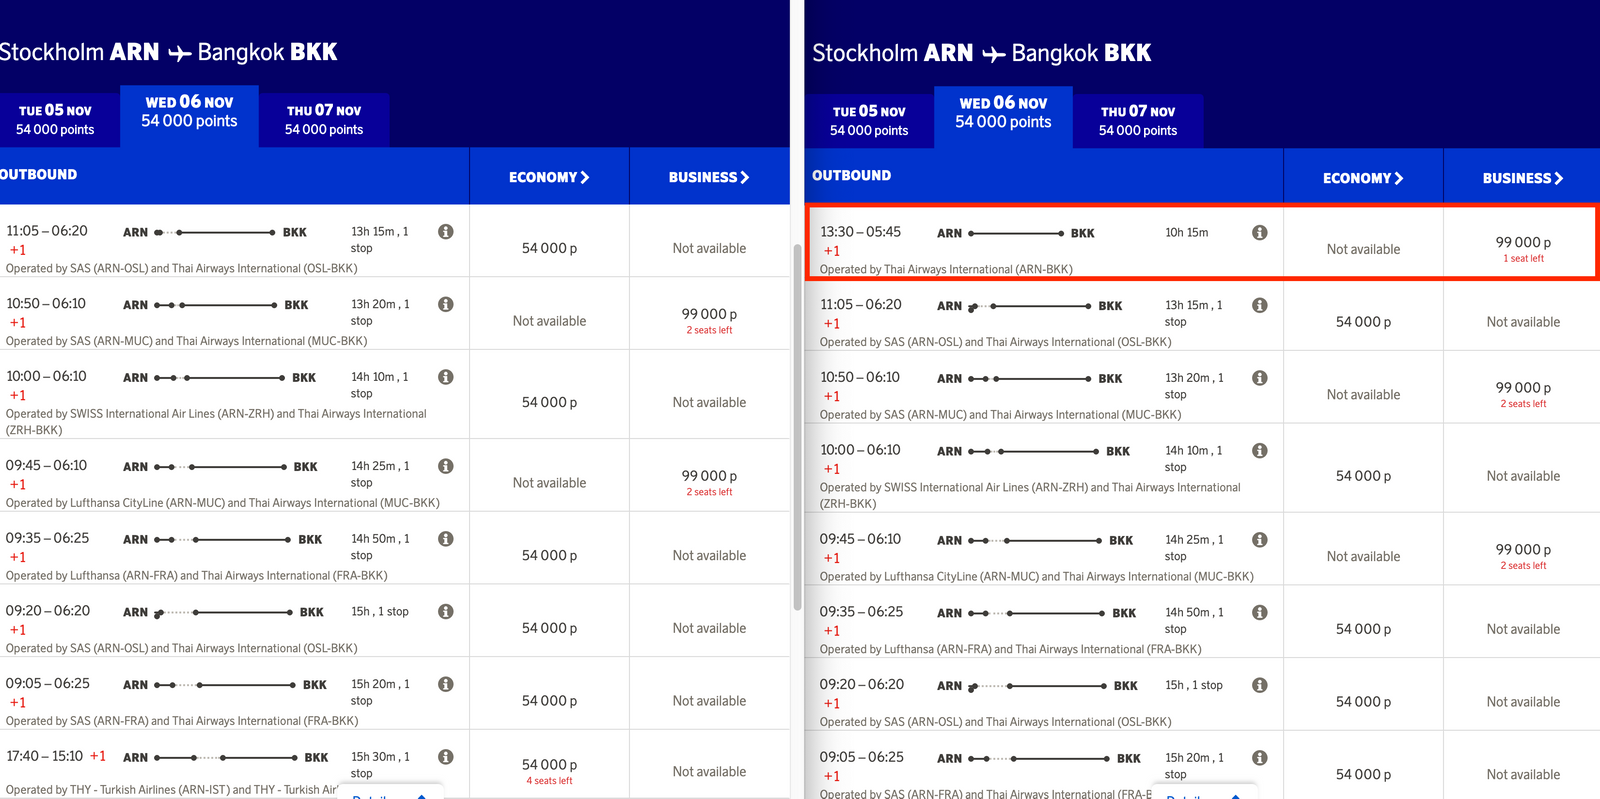 Stockholm ARN Bangkok BKK
TUE 05 NOV
54 000 points
WED 06 NOV
54 000 points
THU 07 NOV
54 000 points
OUTBOUND
ECONOMY
BUSINESS
11:05 – 06:20
+1
ARN BKK
13h 15m , 1
stop
54 000 p
Not available
Operated by SAS (ARN-OSL) and Thai Airways International (OSL-BKK)
10:50 – 06:10
+1
ARN BKK
13h 20m , 1
stop
Not available
99 000 p
2 seats left
Operated by SAS (ARN-MUC) and Thai Airways International (MUC-BKK)
10:00 – 06:10
+1
ARN BKK
14h 10m , 1
stop
54 000 p
Not available
Operated by SWISS International Air Lines (ARN-ZRH) and Thai Airways International
(ZRH-BKK)
09:45 – 06:10
+1
ARN BKK
14h 25m , 1
stop
Not available
99 000 p
2 seats left
Operated by Lufthansa CityLine (ARN-MUC) and Thai Airways International (MUC-BKK)
09:35 – 06:25
+1
ARN BKK
14h 50m , 1
stop
54 000 p
Not available
Operated by Lufthansa (ARN-FRA) and Thai Airways International (FRA-BKK)
09:20 – 06:20
+1
ARN BKK
15h , 1 stop
54 000 p
Not available
Operated by SAS (ARN-OSL) and Thai Airways International (OSL-BKK)
09:05 – 06:25
+1
ARN BKK
15h 20m , 1
stop
54 000 p
Not available
Operated by SAS (ARN-FRA) and Thai Airways International (FRA-BKK)
17:40 – 15:10 +1
ARN BKK
15h 30m , 1
stop
54 000 p
4 seats left
Not available
Operated by THY - Turkish Airlines (ARN-IST) and THY - Turkish Air
Stockholm ARN Bangkok BKK
TUE 05 NOV
54 000 points
WED 06 NOV
54 000 points
THU 07 NOV
54 000 points
OUTBOUND
ECONOMY
BUSINESS
13:30 – 05:45
+1
ARN BKK
10h 15m
Not available
99 000 p
1 seat left
Operated by Thai Airways International (ARN-BKK)
11:05 – 06:20
+1
ARN BKK
13h 15m , 1
stop
54 000 p
Not available
Operated by SAS (ARN-OSL) and Thai Airways International (OSL-BKK)
10:50 – 06:10
+1
ARN BKK
13h 20m , 1
stop
Not available
99 000 p
2 seats left
Operated by SAS (ARN-MUC) and Thai Airways International (MUC-BKK)
10:00 – 06:10
+1
ARN BKK
14h 10m , 1
stop
54 000 p
Not available
Operated by SWISS International Air Lines (ARN-ZRH) and Thai Airways International
(ZRH-BKK)
09:45 – 06:10
+1
ARN BKK
14h 25m , 1
stop
Not available
99 000 p
2 seats left
Operated by Lufthansa CityLine (ARN-MUC) and Thai Airways International (MUC-BKK)
09:35 – 06:25
+1
ARN BKK
14h 50m , 1
stop
54 000 p
Not available
Operated by Lufthansa (ARN-FRA) and Thai Airways International (FRA-BKK)
09:20 – 06:20
+1
ARN BKK
15h , 1 stop
54 000 p
Not available
Operated by SAS (ARN-OSL) and Thai Airways International (OSL-BKK)
09:05 – 06:25
+1
ARN BKK
15h 20m , 1
stop
54 000 p
Not available
Operated by SAS (ARN-FRA) and Thai Airways International (FRA-B